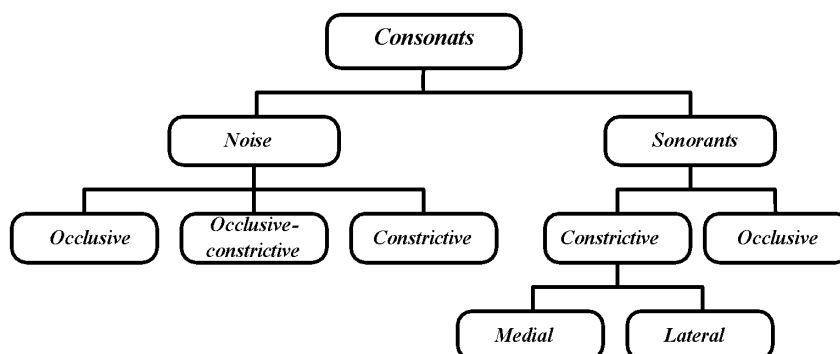 Consonats
Noise
Sonorants
Occlusive
Occlusive-
constrictive
Constrictive
Constrictive
Occlusive
Medial
Lateral